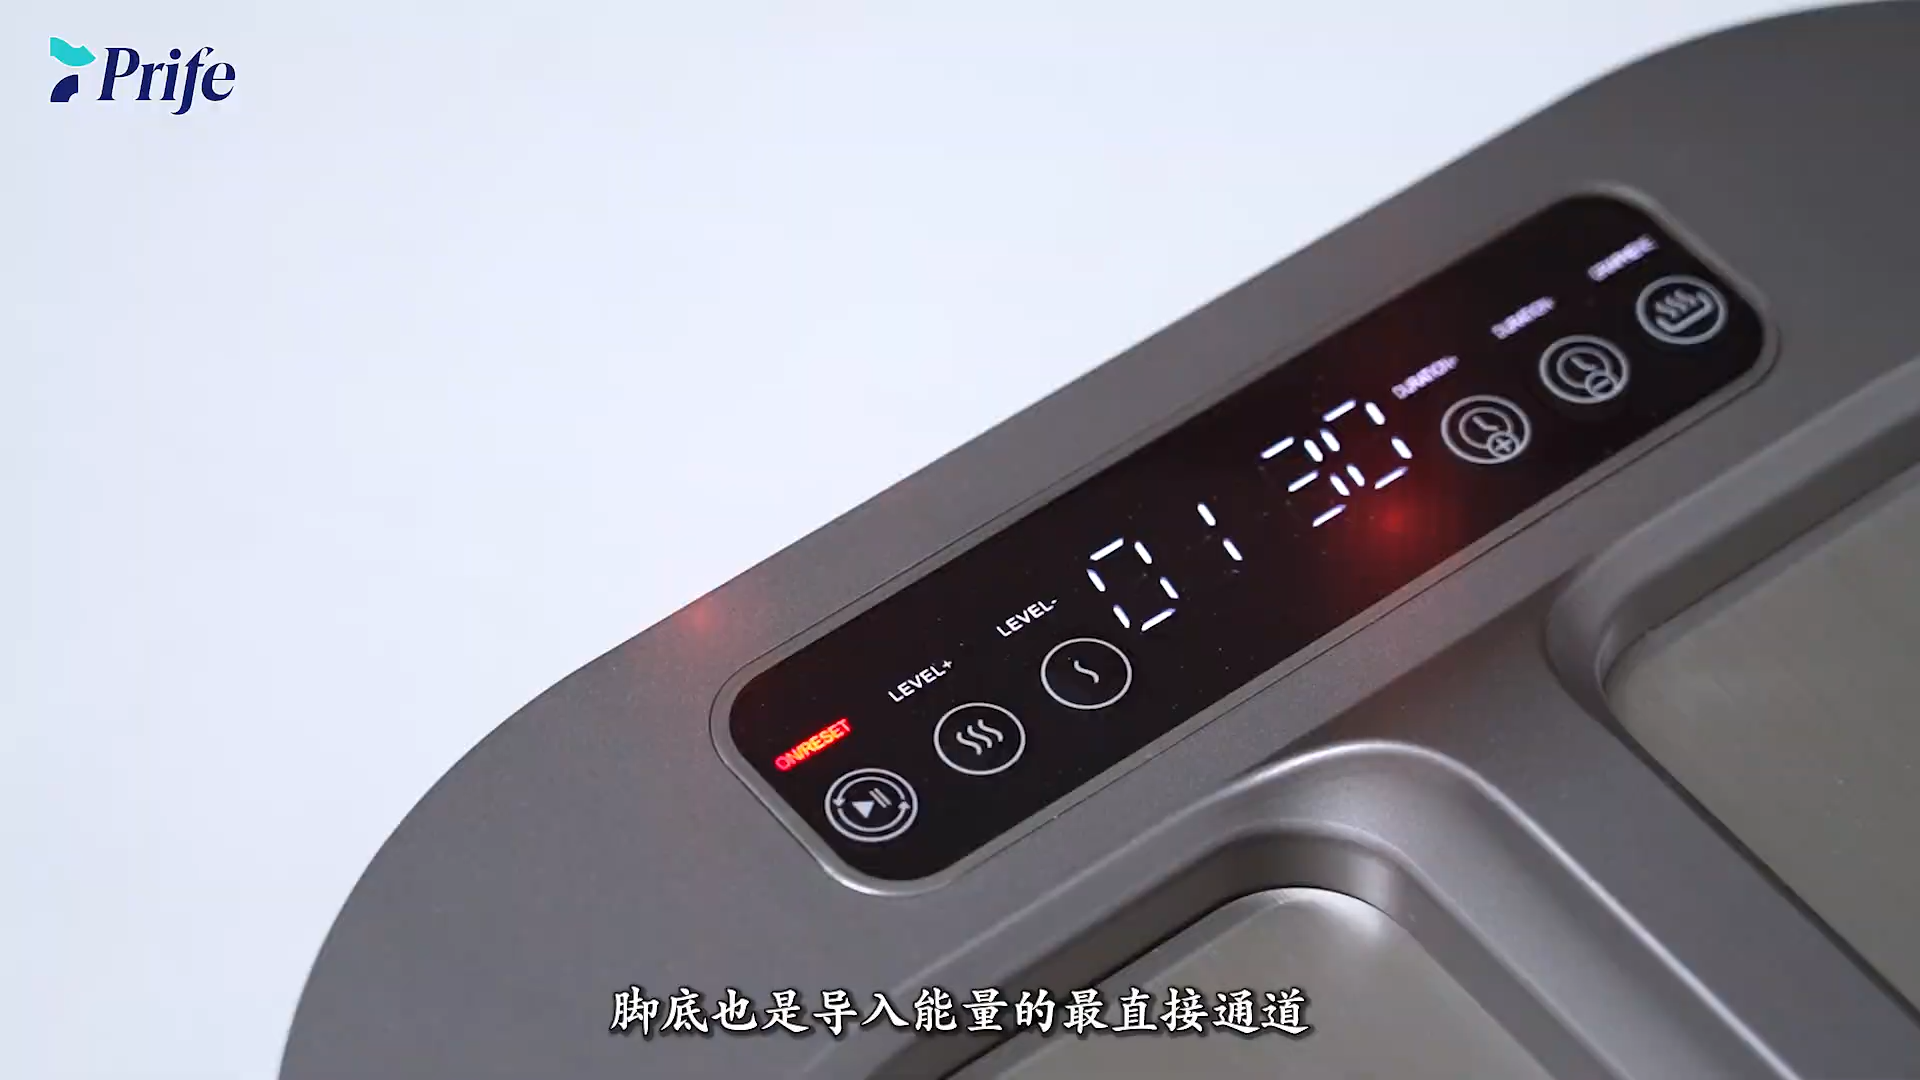 Prife
GRAPHENE
DURATION-
DURATION+
01 30
LEVEL-
LEVEL+
ON/RESET
脚底也是导入能量的最直接通道